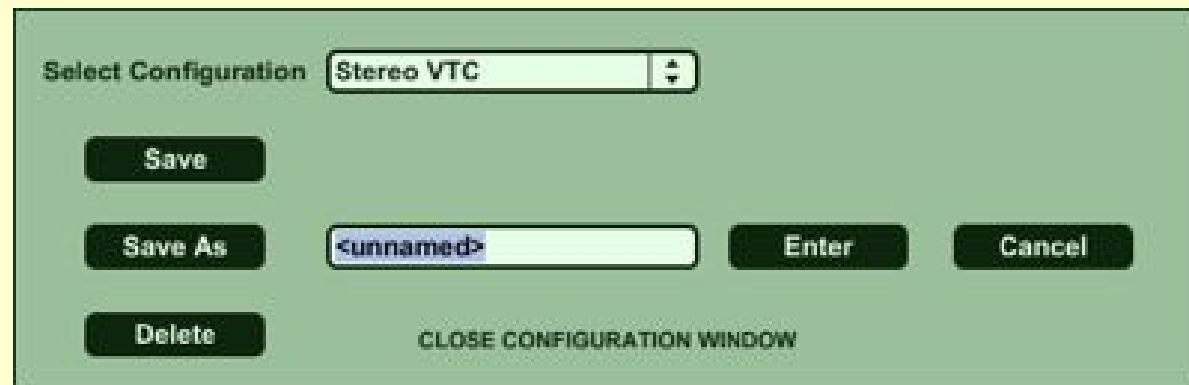 Select Configuration Stereo VTC
Save
Save As <unnamed> Enter Cancel
Delete CLOSE CONFIGURATION WINDOW